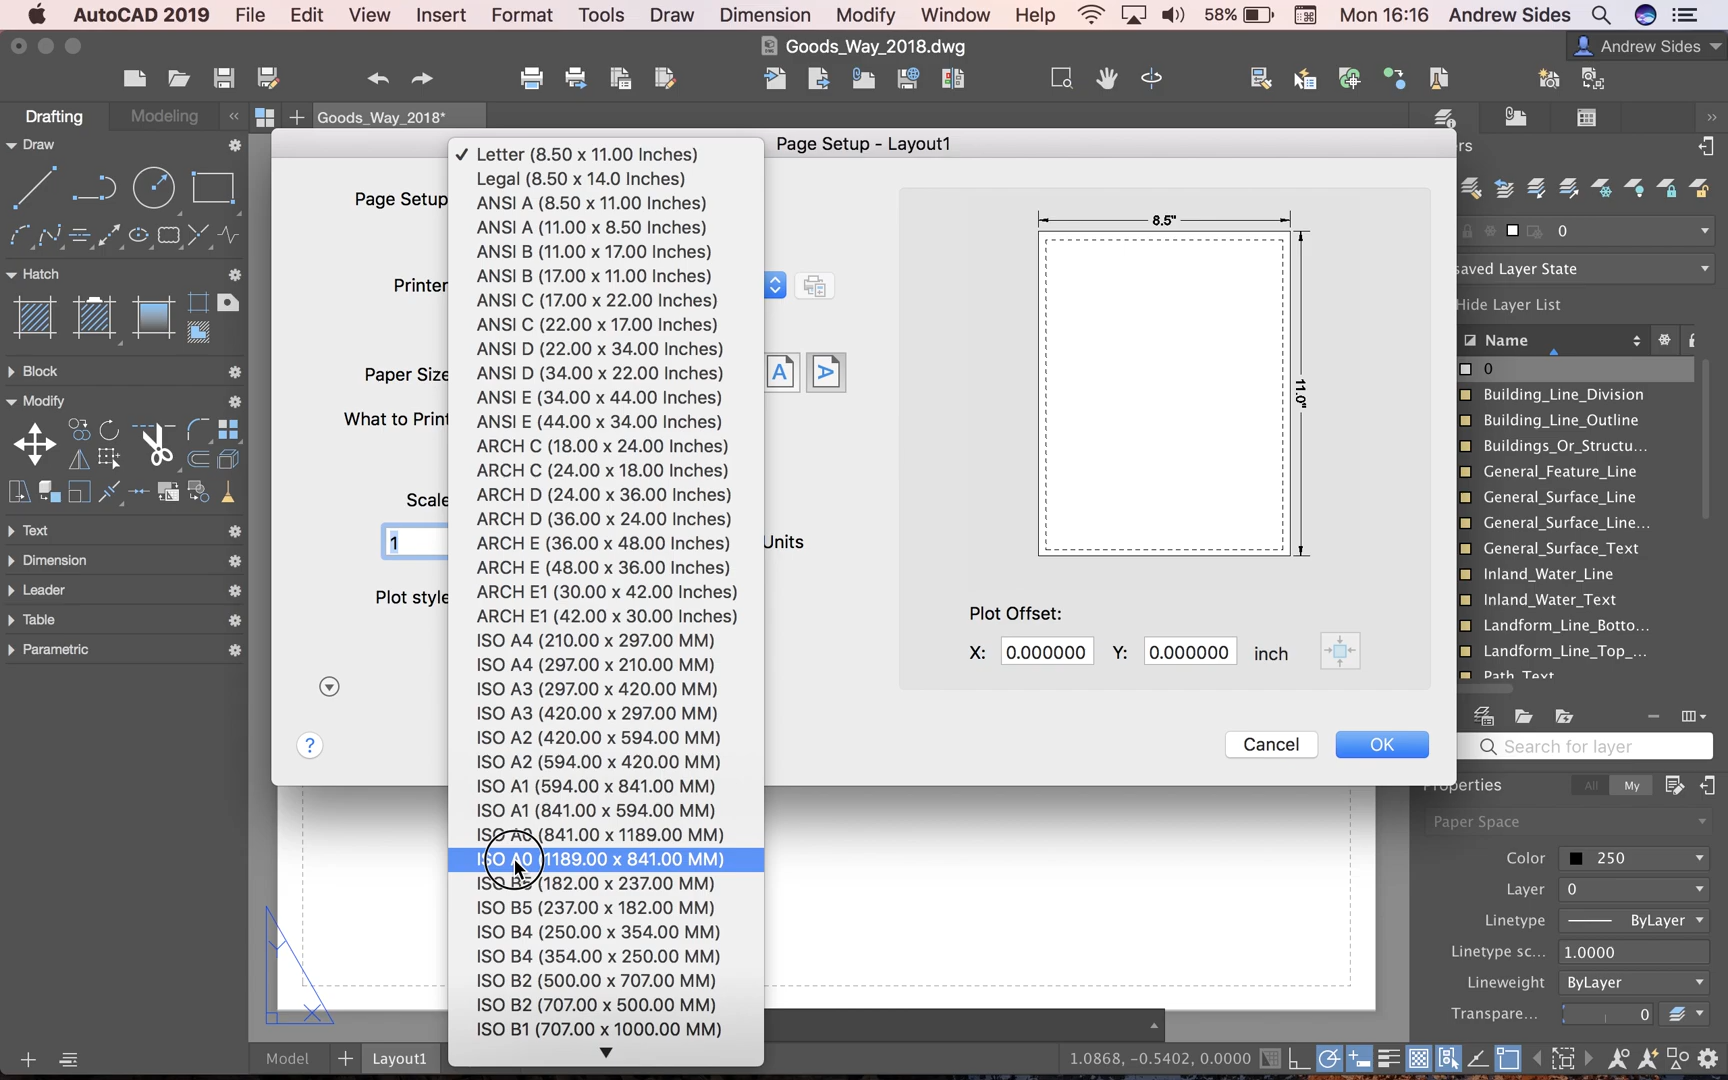 AutoCAD 2019 File Edit View Insert Format Tools Draw Dimension Modify Window Help 58% Mon 16:16 Andrew Sides
Goods_Way_2018.dwg
Andrew Sides
Drafting Modeling
Goods_Way_2018*
Page Setup - Layout1
Draw
Hatch
Block
Modify
Text
Dimension
Leader
Table
Parametric
Page Setup
Printer
Paper Size
What to Print
Scale
1
Units
Plot style
Letter (8.50 x 11.00 Inches)
Legal (8.50 x 14.0 Inches)
ANSI A (8.50 x 11.00 Inches)
ANSI A (11.00 x 8.50 Inches)
ANSI B (11.00 x 17.00 Inches)
ANSI B (17.00 x 11.00 Inches)
ANSI C (17.00 x 22.00 Inches)
ANSI C (22.00 x 17.00 Inches)
ANSI D (22.00 x 34.00 Inches)
ANSI D (34.00 x 22.00 Inches)
ANSI E (34.00 x 44.00 Inches)
ANSI E (44.00 x 34.00 Inches)
ARCH C (18.00 x 24.00 Inches)
ARCH C (24.00 x 18.00 Inches)
ARCH D (24.00 x 36.00 Inches)
ARCH D (36.00 x 24.00 Inches)
ARCH E (36.00 x 48.00 Inches)
ARCH E (48.00 x 36.00 Inches)
ARCH E1 (30.00 x 42.00 Inches)
ARCH E1 (42.00 x 30.00 Inches)
ISO A4 (210.00 x 297.00 MM)
ISO A4 (297.00 x 210.00 MM)
ISO A3 (297.00 x 420.00 MM)
ISO A3 (420.00 x 297.00 MM)
ISO A2 (420.00 x 594.00 MM)
ISO A2 (594.00 x 420.00 MM)
ISO A1 (594.00 x 841.00 MM)
ISO A1 (841.00 x 594.00 MM)
ISO A0 (841.00 x 1189.00 MM)
ISO A0 (1189.00 x 841.00 MM)
ISO B5 (182.00 x 237.00 MM)
ISO B5 (237.00 x 182.00 MM)
ISO B4 (250.00 x 354.00 MM)
ISO B4 (354.00 x 250.00 MM)
ISO B2 (500.00 x 707.00 MM)
ISO B2 (707.00 x 500.00 MM)
ISO B1 (707.00 x 1000.00 MM)
A A
8.5"
11.0"
Plot Offset:
X: 0.000000 Y: 0.000000 inch
? Cancel OK
rs
0
saved Layer State
Hide Layer List
Name
0
Building_Line_Division
Building_Line_Outline
Buildings_Or_Structu...
General_Feature_Line
General_Surface_Line
General_Surface_Line...
General_Surface_Text
Inland_Water_Line
Inland_Water_Text
Landform_Line_Botto...
Landform_Line_Top_...
Path_Text
Search for layer
roperties All My
Paper Space
Color 250
Layer 0
Linetype ByLayer
Linetype sc... 1.0000
Lineweight ByLayer
Transpare... 0
Y
X
Model Layout1
1.0868, -0.5402, 0.0000